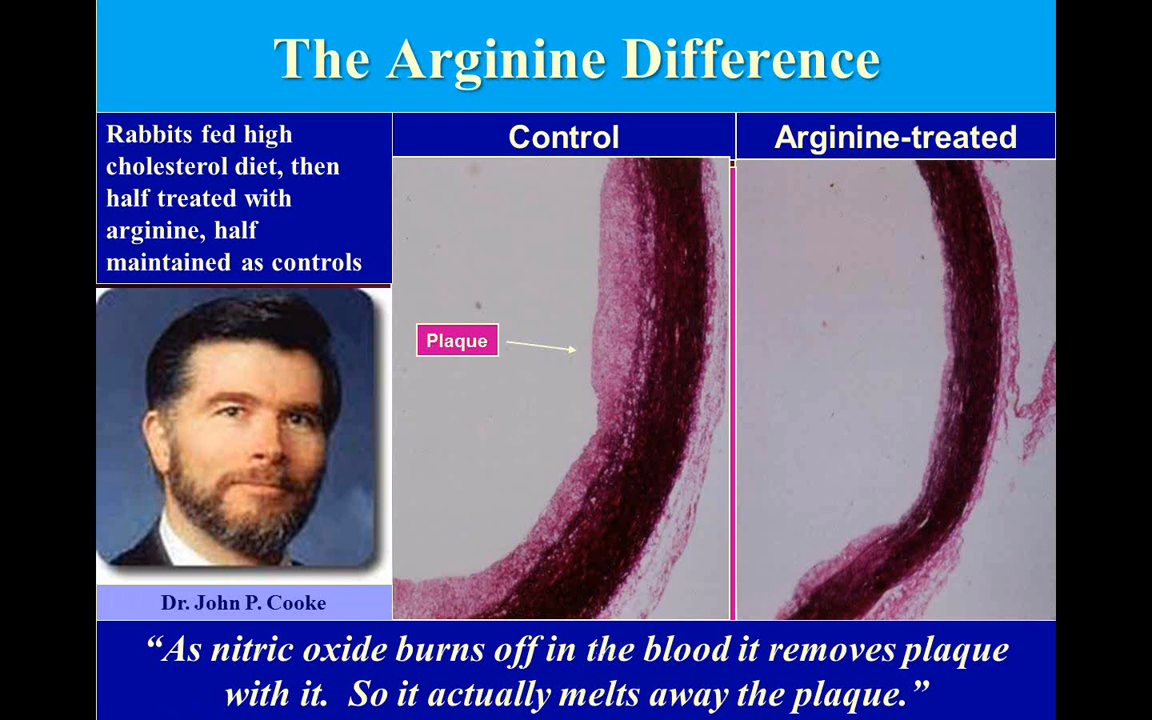 The Arginine Difference
Rabbits fed high
cholesterol diet, then
half treated with
arginine, half
maintained as controls
Control
Arginine-treated
Plaque
Dr. John P. Cooke
“As nitric oxide burns off in the blood it removes plaque
with it.  So it actually melts away the plaque.”